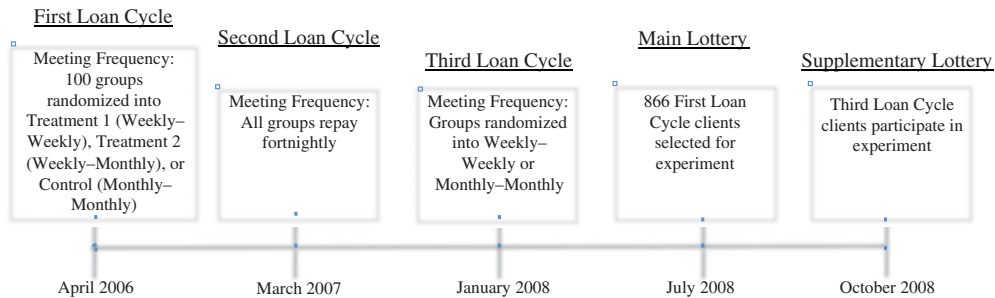 First Loan Cycle
Meeting Frequency:
100 groups
randomized into
Treatment 1 (Weekly–
Weekly), Treatment 2
(Weekly–Monthly), or
Control (Monthly–
Monthly)
Second Loan Cycle
Meeting Frequency:
All groups repay
fortnightly
Third Loan Cycle
Meeting Frequency:
Groups randomized
into Weekly–
Weekly or
Monthly–Monthly
Main Lottery
866 First Loan
Cycle clients
selected for
experiment
Supplementary Lottery
Third Loan Cycle
clients participate in
experiment
April 2006
March 2007
January 2008
July 2008
October 2008